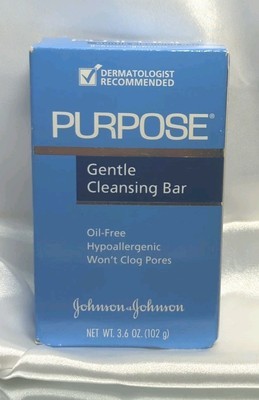 DERMATOLOGIST
RECOMMENDED
PURPOSE®
Gentle
Cleansing Bar
Oil-Free
Hypoallergenic
Won't Clog Pores
Johnson & Johnson
NET WT. 3.6 OZ. (102 g)